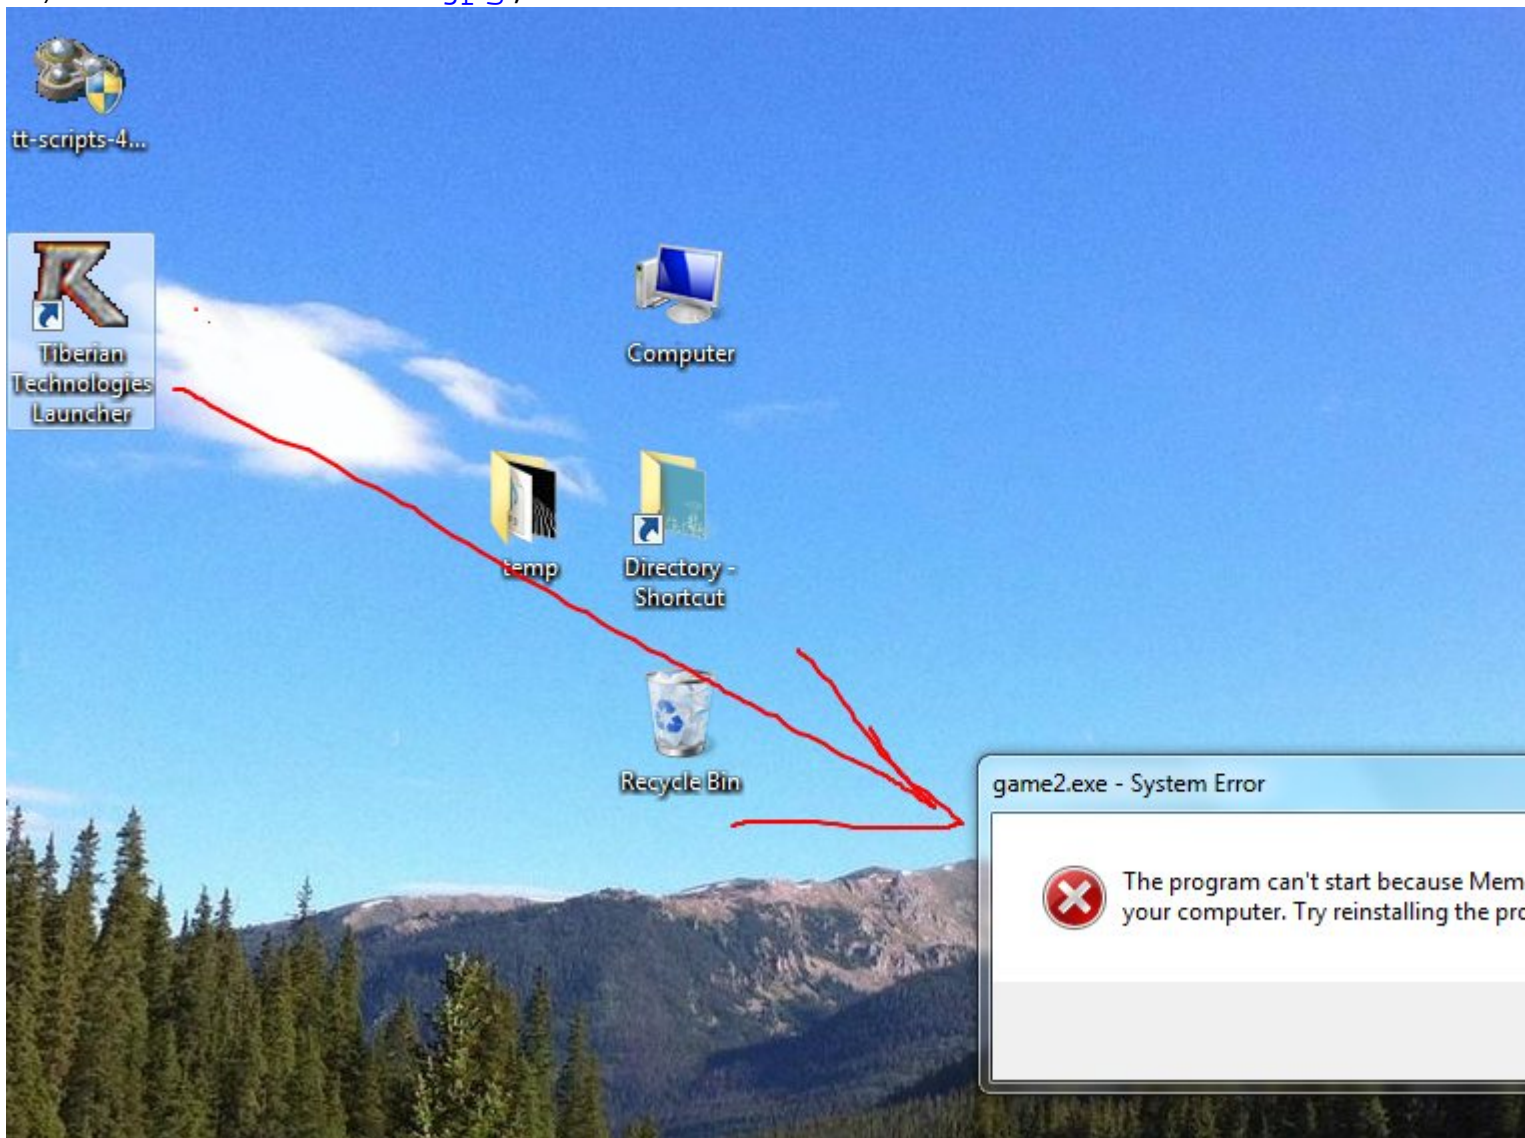 tt-scripts-4...
Tiberian
Technologies
Launcher
Computer
temp
Directory -
Shortcut
Recycle Bin
game2.exe - System Error
The program can't start because Mem
your computer. Try reinstalling the pro